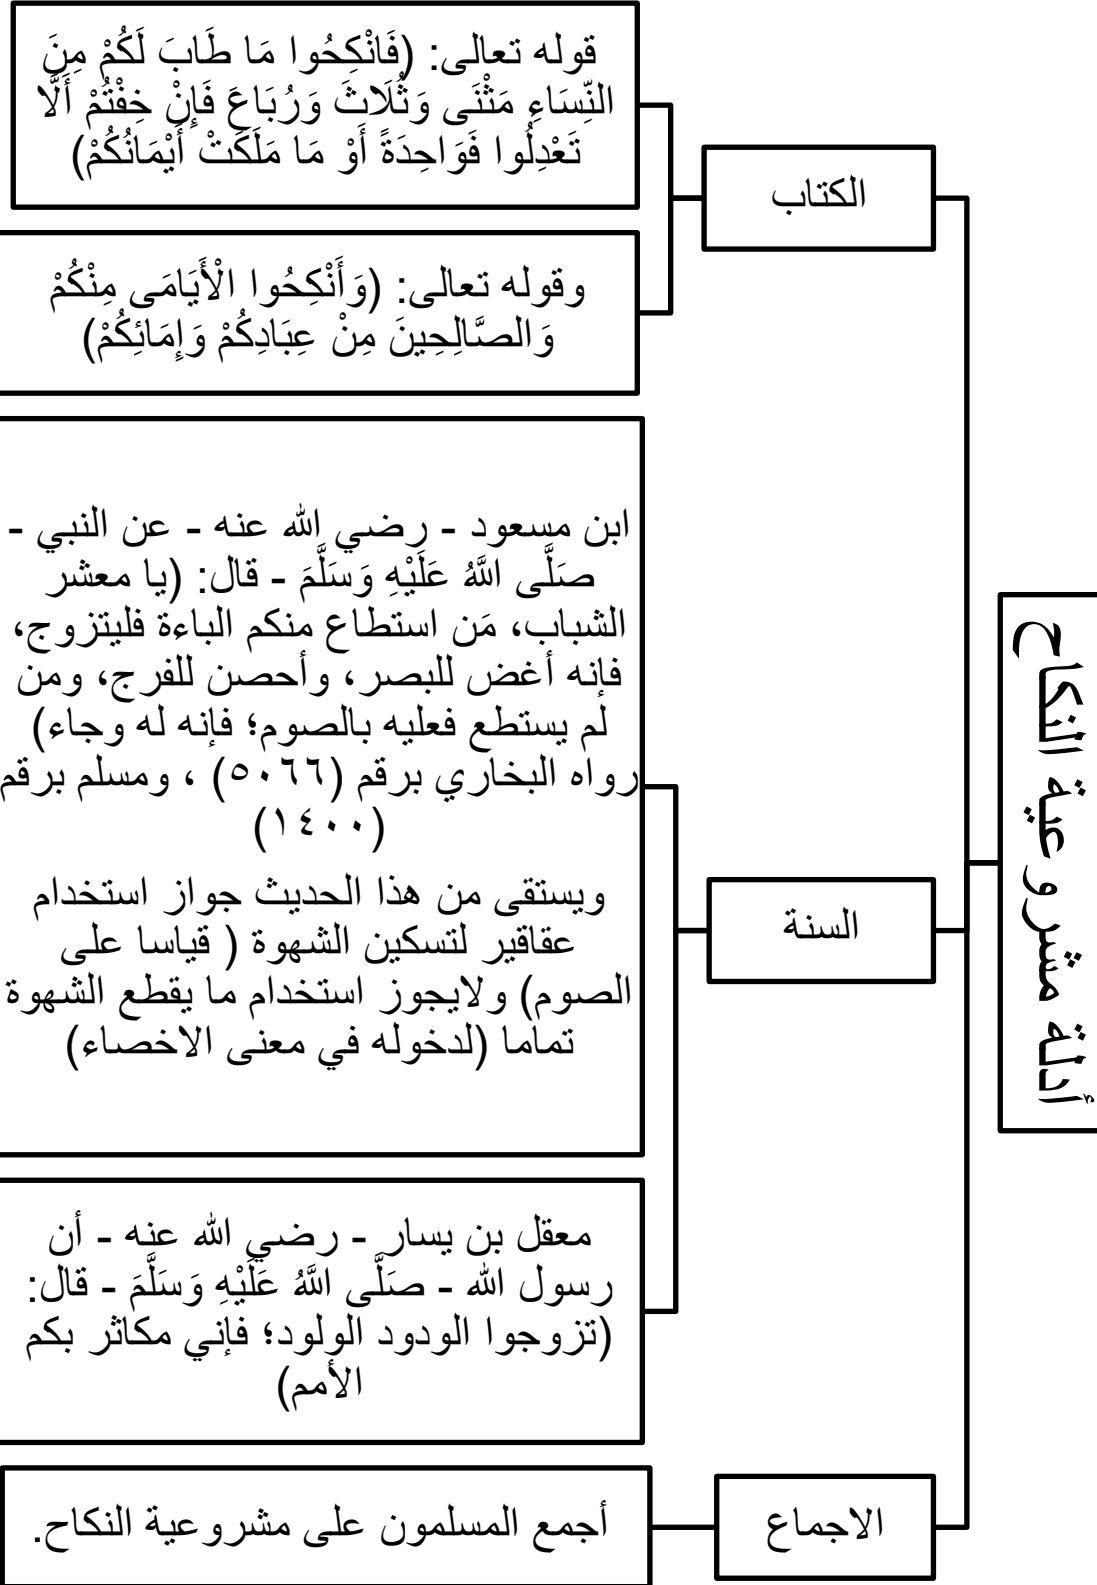 أدلة مشروعية النكاح
الكتاب
قوله تعالى: (فَانْكِحُوا مَا طَابَ لَكُمْ مِنَ
النِّسَاءِ مَثْنَى وَثُلَاثَ وَرُبَاعَ فَإِنْ خِفْتُمْ أَلَّا
تَعْدِلُوا فَوَاحِدَةً أَوْ مَا مَلَكَتْ أَيْمَانُكُمْ)
وقوله تعالى: (وَأَنْكِحُوا الْأَيَامَى مِنْكُمْ
وَالصَّالِحِينَ مِنْ عِبَادِكُمْ وَإِمَائِكُمْ)
السنة
ابن مسعود - رضي الله عنه - عن النبي -
صَلَّى اللَّهُ عَلَيْهِ وَسَلَّمَ - قال: (يا معشر
الشباب، مَن استطاع منكم الباءة فليتزوج،
فإنه أغض للبصر، وأحصن للفرج، ومن
لم يستطع فعليه بالصوم؛ فإنه له وجاء)
رواه البخاري برقم (٥٠٦٦) ، ومسلم برقم
(١٤٠٠)
ويستقى من هذا الحديث جواز استخدام
عقاقير لتسكين الشهوة ( قياسا على
الصوم) ولايجوز استخدام ما يقطع الشهوة
تماما (لدخوله في معنى الاخصاء)
معقل بن يسار - رضي الله عنه - أن
رسول الله - صَلَّى اللَّهُ عَلَيْهِ وَسَلَّمَ - قال:
(تزوجوا الودود الولود؛ فإني مكاثر بكم
الأمم)
الاجماع
أجمع المسلمون على مشروعية النكاح.